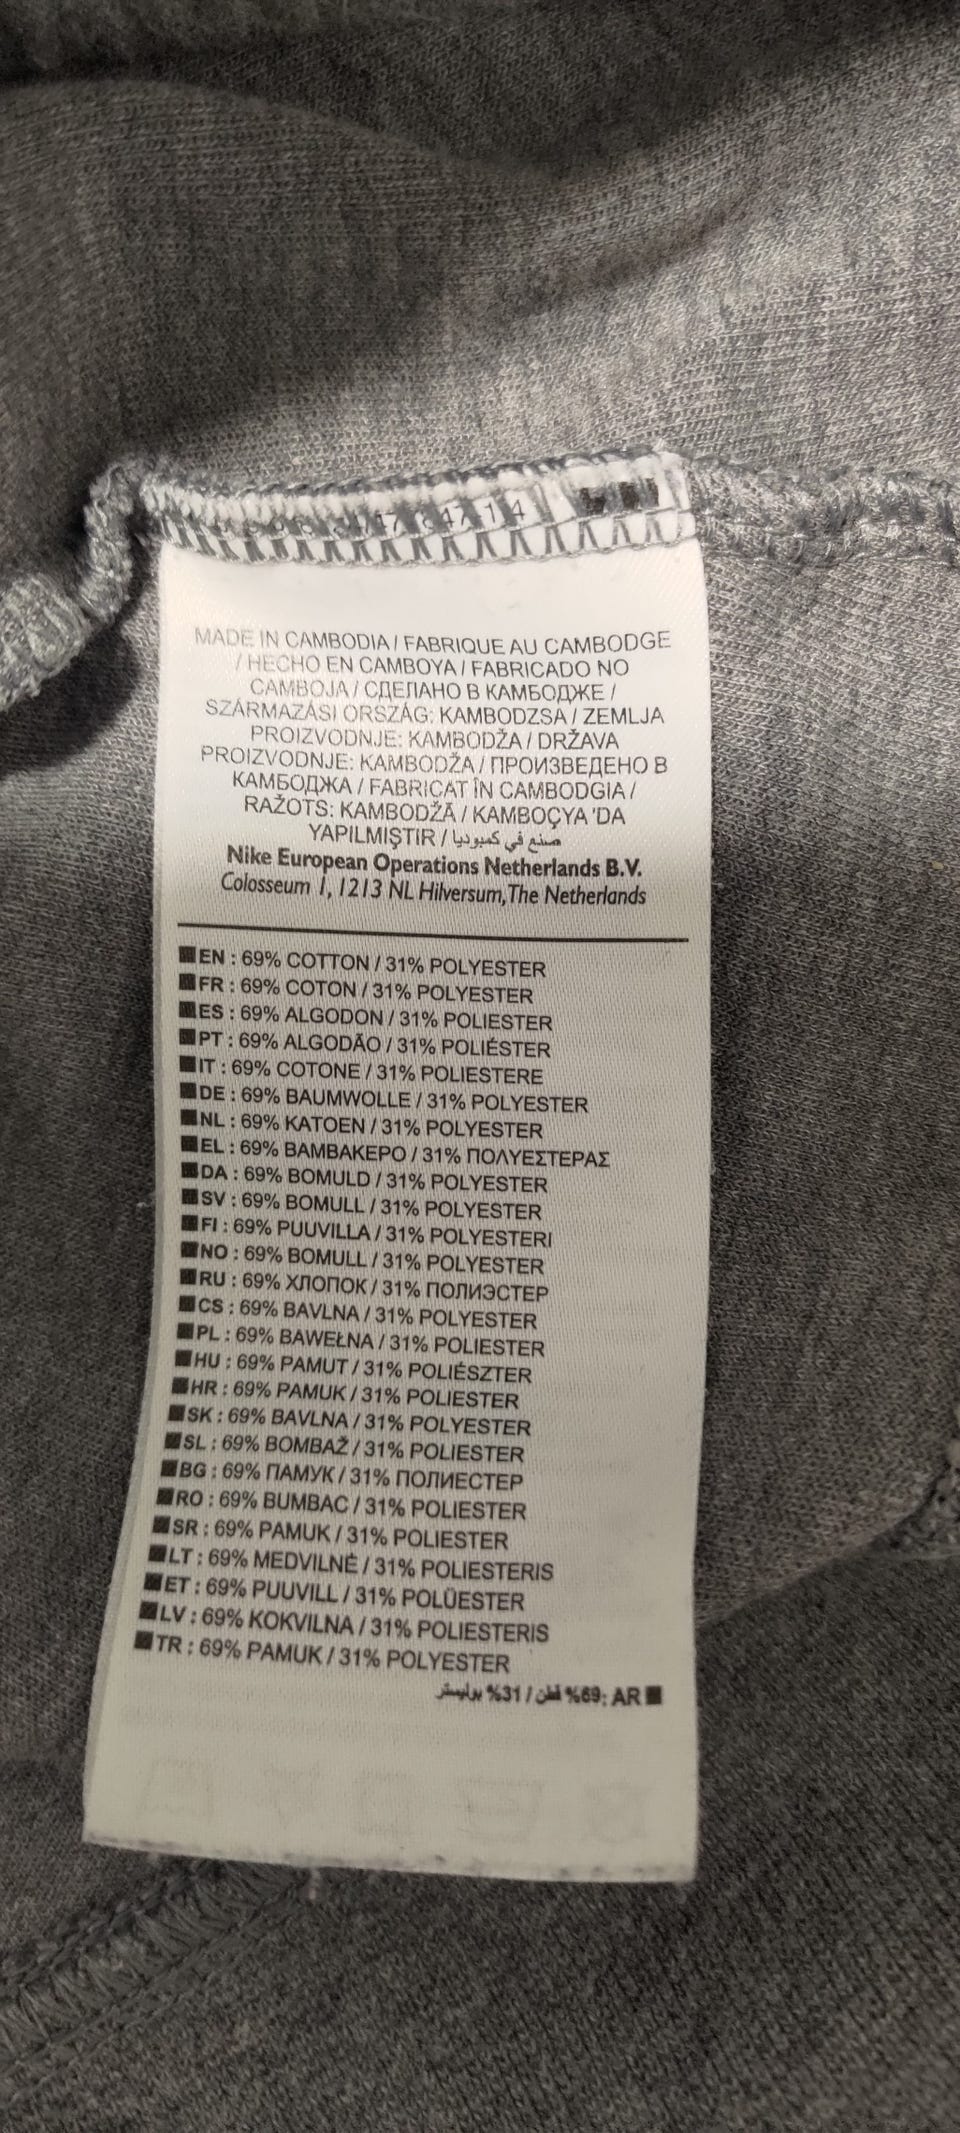 MADE IN CAMBODIA / FABRIQUE AU CAMBODGE
/ HECHO EN CAMBOYA / FABRICADO NO
CAMBOJA / СДЕЛАНО В КАМБОДЖЕ /
SZÁRMAZÁSI ORSZÁG: KAMBODZSA / ZEMLJA
PROIZVODNJE: KAMBODŽA / DRŽAVA
PROIZVODNJE: KAMBODŽA / ПРОИЗВЕДЕНО В
КАМБОДЖА / FABRICAT ÎN CAMBODGIA /
RAŽOTS: KAMBODŽĀ / KAMBOÇYA 'DA
YAPILMIŞTIR / صنع في كمبوديا
Nike European Operations Netherlands B.V.
Colosseum 1, 1213 NL Hilversum, The Netherlands
EN : 69% COTTON / 31% POLYESTER
FR : 69% COTON / 31% POLYESTER
ES : 69% ALGODON / 31% POLIESTER
PT : 69% ALGODÃO / 31% POLIÉSTER
IT : 69% COTONE / 31% POLIESTERE
DE : 69% BAUMWOLLE / 31% POLYESTER
NL : 69% KATOEN / 31% POLYESTER
EL : 69% ΒΑΜΒΑΚΕΡΟ / 31% ΠΟΛΥΕΣΤΕΡΑΣ
DA : 69% BOMULD / 31% POLYESTER
SV : 69% BOMULL / 31% POLYESTER
FI : 69% PUUVILLA / 31% POLYESTERI
NO : 69% BOMULL / 31% POLYESTER
RU : 69% ХЛОПОК / 31% ПОЛИЭСТЕР
CS : 69% BAVLNA / 31% POLYESTER
PL : 69% BAWEŁNA / 31% POLIESTER
HU : 69% PAMUT / 31% POLIÉSZTER
HR : 69% PAMUK / 31% POLIESTER
SK : 69% BAVLNA / 31% POLYESTER
SL : 69% BOMBAŽ / 31% POLIESTER
BG : 69% ПАМУК / 31% ПОЛИЕСТЕР
RO : 69% BUMBAC / 31% POLIESTER
SR : 69% PAMUK / 31% POLIESTER
LT : 69% MEDVILNĖ / 31% POLIESTERIS
ET : 69% PUUVILL / 31% POLÜESTER
LV : 69% KOKVILNA / 31% POLIESTERIS
TR : 69% PAMUK / 31% POLYESTER
AR :69% قطن / 31% بوليستر